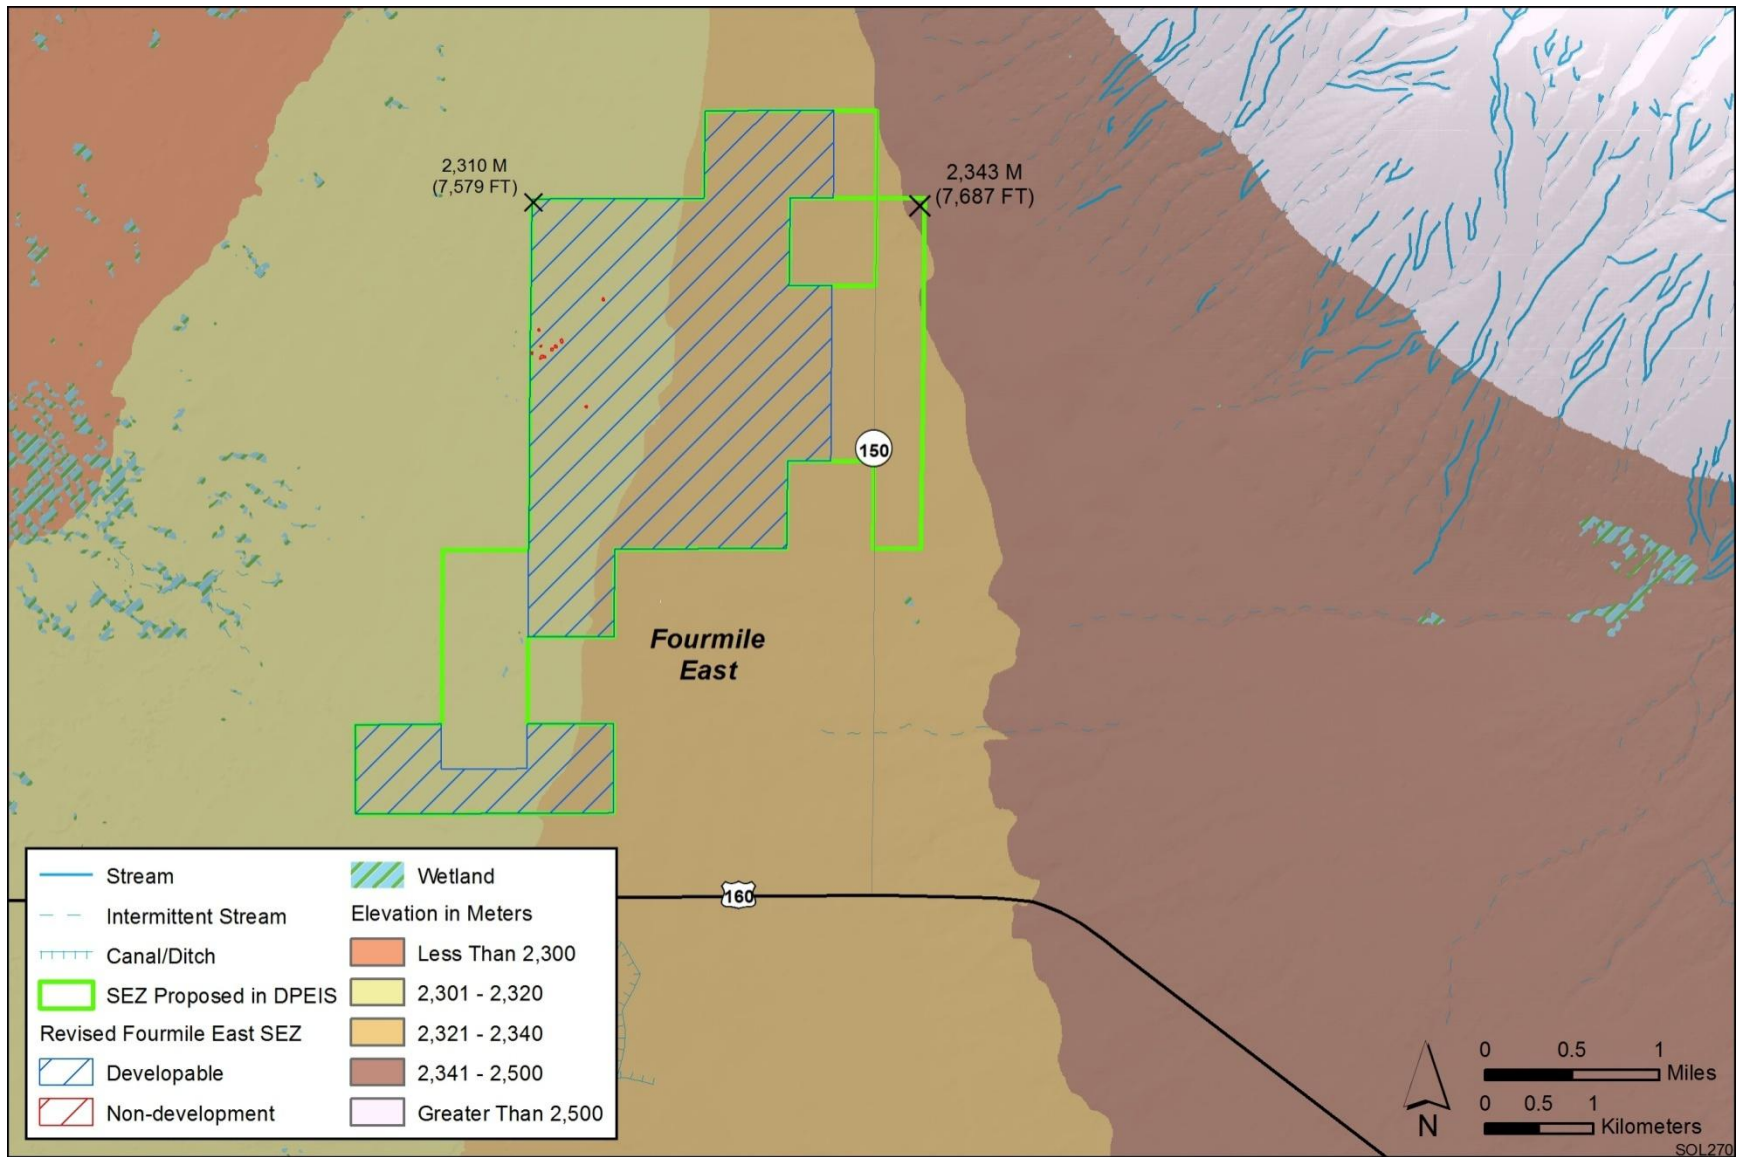 2,310 M
(7,579 FT)
2,343 M
(7,687 FT)
150
Fourmile
East
160
Stream
Intermittent Stream
Canal/Ditch
SEZ Proposed in DPEIS
Revised Fourmile East SEZ
Developable
Non-development
Wetland
Elevation in Meters
Less Than 2,300
2,301 - 2,320
2,321 - 2,340
2,341 - 2,500
Greater Than 2,500
N
0 0.5 1
Miles
0 0.5 1
Kilometers
SOL270